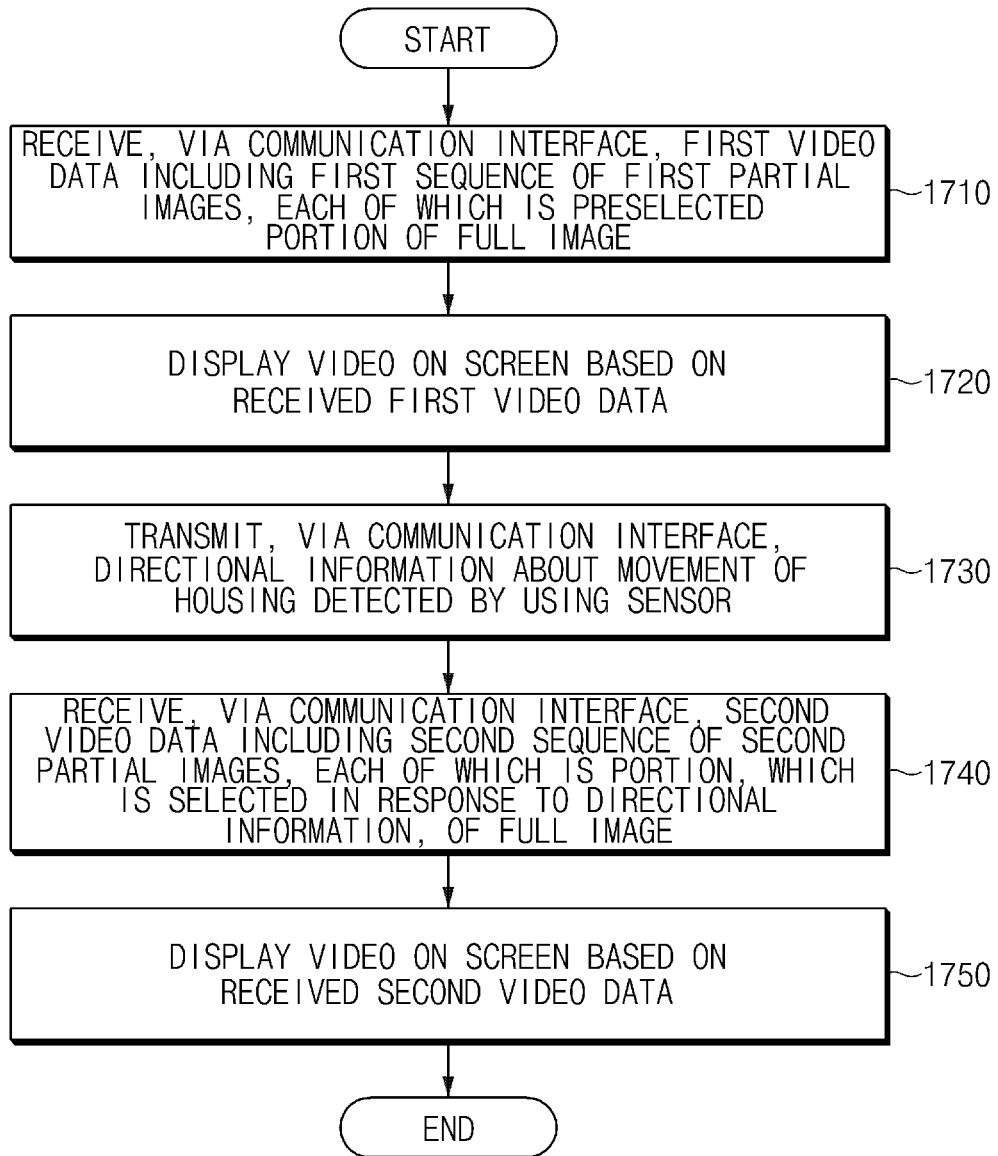 START
RECEIVE, VIA COMMUNICATION INTERFACE, FIRST VIDEO
DATA INCLUDING FIRST SEQUENCE OF FIRST PARTIAL
IMAGES, EACH OF WHICH IS PRESELECTED
PORTION OF FULL IMAGE
1710
DISPLAY VIDEO ON SCREEN BASED ON
RECEIVED FIRST VIDEO DATA
1720
TRANSMIT, VIA COMMUNICATION INTERFACE,
DIRECTIONAL INFORMATION ABOUT MOVEMENT OF
HOUSING DETECTED BY USING SENSOR
1730
RECEIVE, VIA COMMUNICATION INTERFACE, SECOND
VIDEO DATA INCLUDING SECOND SEQUENCE OF SECOND
PARTIAL IMAGES, EACH OF WHICH IS PORTION, WHICH
IS SELECTED IN RESPONSE TO DIRECTIONAL
INFORMATION, OF FULL IMAGE
1740
DISPLAY VIDEO ON SCREEN BASED ON
RECEIVED SECOND VIDEO DATA
1750
END